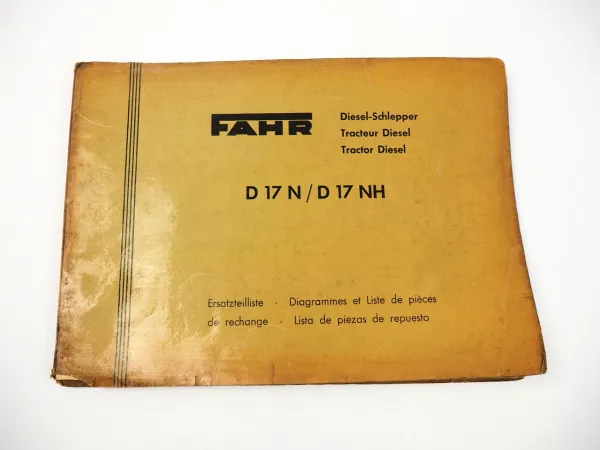 FAHR
Diesel-Schlepper
Tracteur Diesel
Tractor Diesel
D 17 N / D 17 NH
Ersatzteilliste · Diagrammes et Liste de pièces
de rechange · Lista de piezas de repuesto